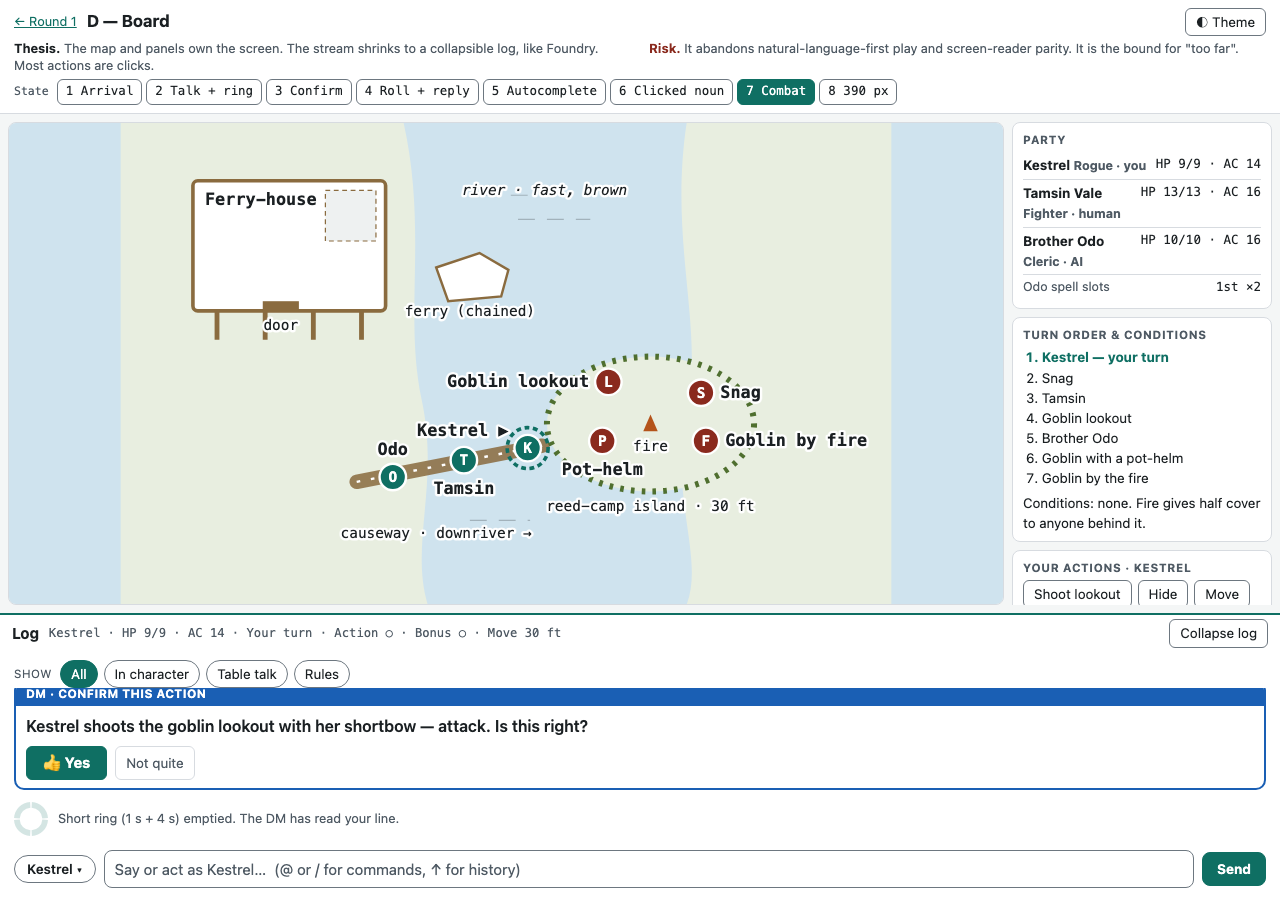 ← Round 1 D — Board
◐ Theme
Thesis. The map and panels own the screen. The stream shrinks to a collapsible log, like Foundry. Most actions are clicks.
Risk. It abandons natural-language-first play and screen-reader parity. It is the bound for "too far".
State 1 Arrival 2 Talk + ring 3 Confirm 4 Roll + reply 5 Autocomplete 6 Clicked noun 7 Combat 8 390 px
Ferry-house
river · fast, brown
ferry (chained)
door
Goblin lookout L
S Snag
Kestrel ▶
K
P
fire
F Goblin by fire
Odo
O
T
Pot-helm
Tamsin
reed-camp island · 30 ft
causeway · downriver →
PARTY
Kestrel Rogue · you HP 9/9 · AC 14
Tamsin Vale HP 13/13 · AC 16
Fighter · human
Brother Odo HP 10/10 · AC 16
Cleric · AI
Odo spell slots 1st ×2
TURN ORDER & CONDITIONS
1. Kestrel — your turn
2. Snag
3. Tamsin
4. Goblin lookout
5. Brother Odo
6. Goblin with a pot-helm
7. Goblin by the fire
Conditions: none. Fire gives half cover
to anyone behind it.
YOUR ACTIONS · KESTREL
Shoot lookout Hide Move
Log Kestrel · HP 9/9 · AC 14 · Your turn · Action ○ · Bonus ○ · Move 30 ft
Collapse log
SHOW All In character Table talk Rules
DM · CONFIRM THIS ACTION
Kestrel shoots the goblin lookout with her shortbow — attack. Is this right?
👍 Yes Not quite
Short ring (1 s + 4 s) emptied. The DM has read your line.
Kestrel ▾ Say or act as Kestrel… (@ or / for commands, ↑ for history) Send